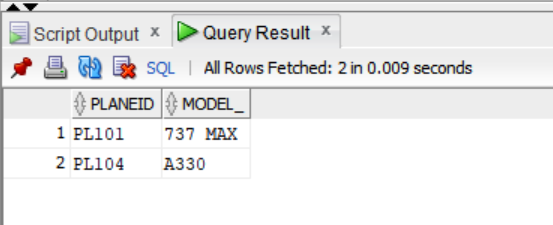 Script Output x Query Result x
SQL | All Rows Fetched: 2 in 0.009 seconds
PLANEID MODEL_
1 PL101 737 MAX
2 PL104 A330